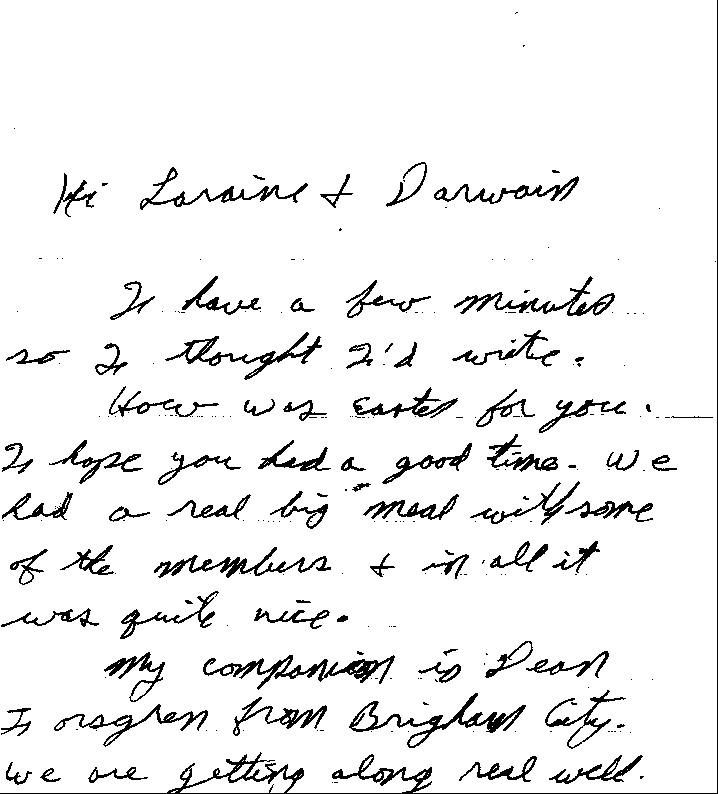 Hi Laraine + Darwain
I have a few minutes
so I thought I'd write.
How was easter for you.
I hope you had a good time. We
had a real big meal with some
of the members + in all it
was quite nice.
My companion is Dean
from Brigham City.
We are getting along real well.